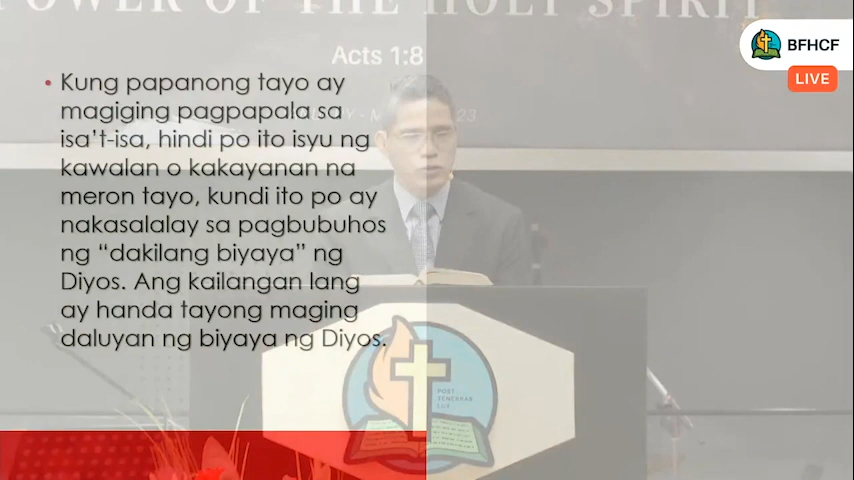 POWER OF THE HOLY SPIRIT
Acts 1:8
BFHCF
LIVE
• Kung papanong tayo ay
magiging pagpapala sa
isa’t-isa, hindi po ito isyu ng
kawalan o kakayanan na
meron tayo, kundi ito po ay
nakasalalay sa pagbubuhos
ng “dakilang biyaya” ng
Diyos. Ang kailangan lang
ay handa tayong maging
daluyan ng biyaya ng Diyos.
23
POST
TENEBRAS
LUX